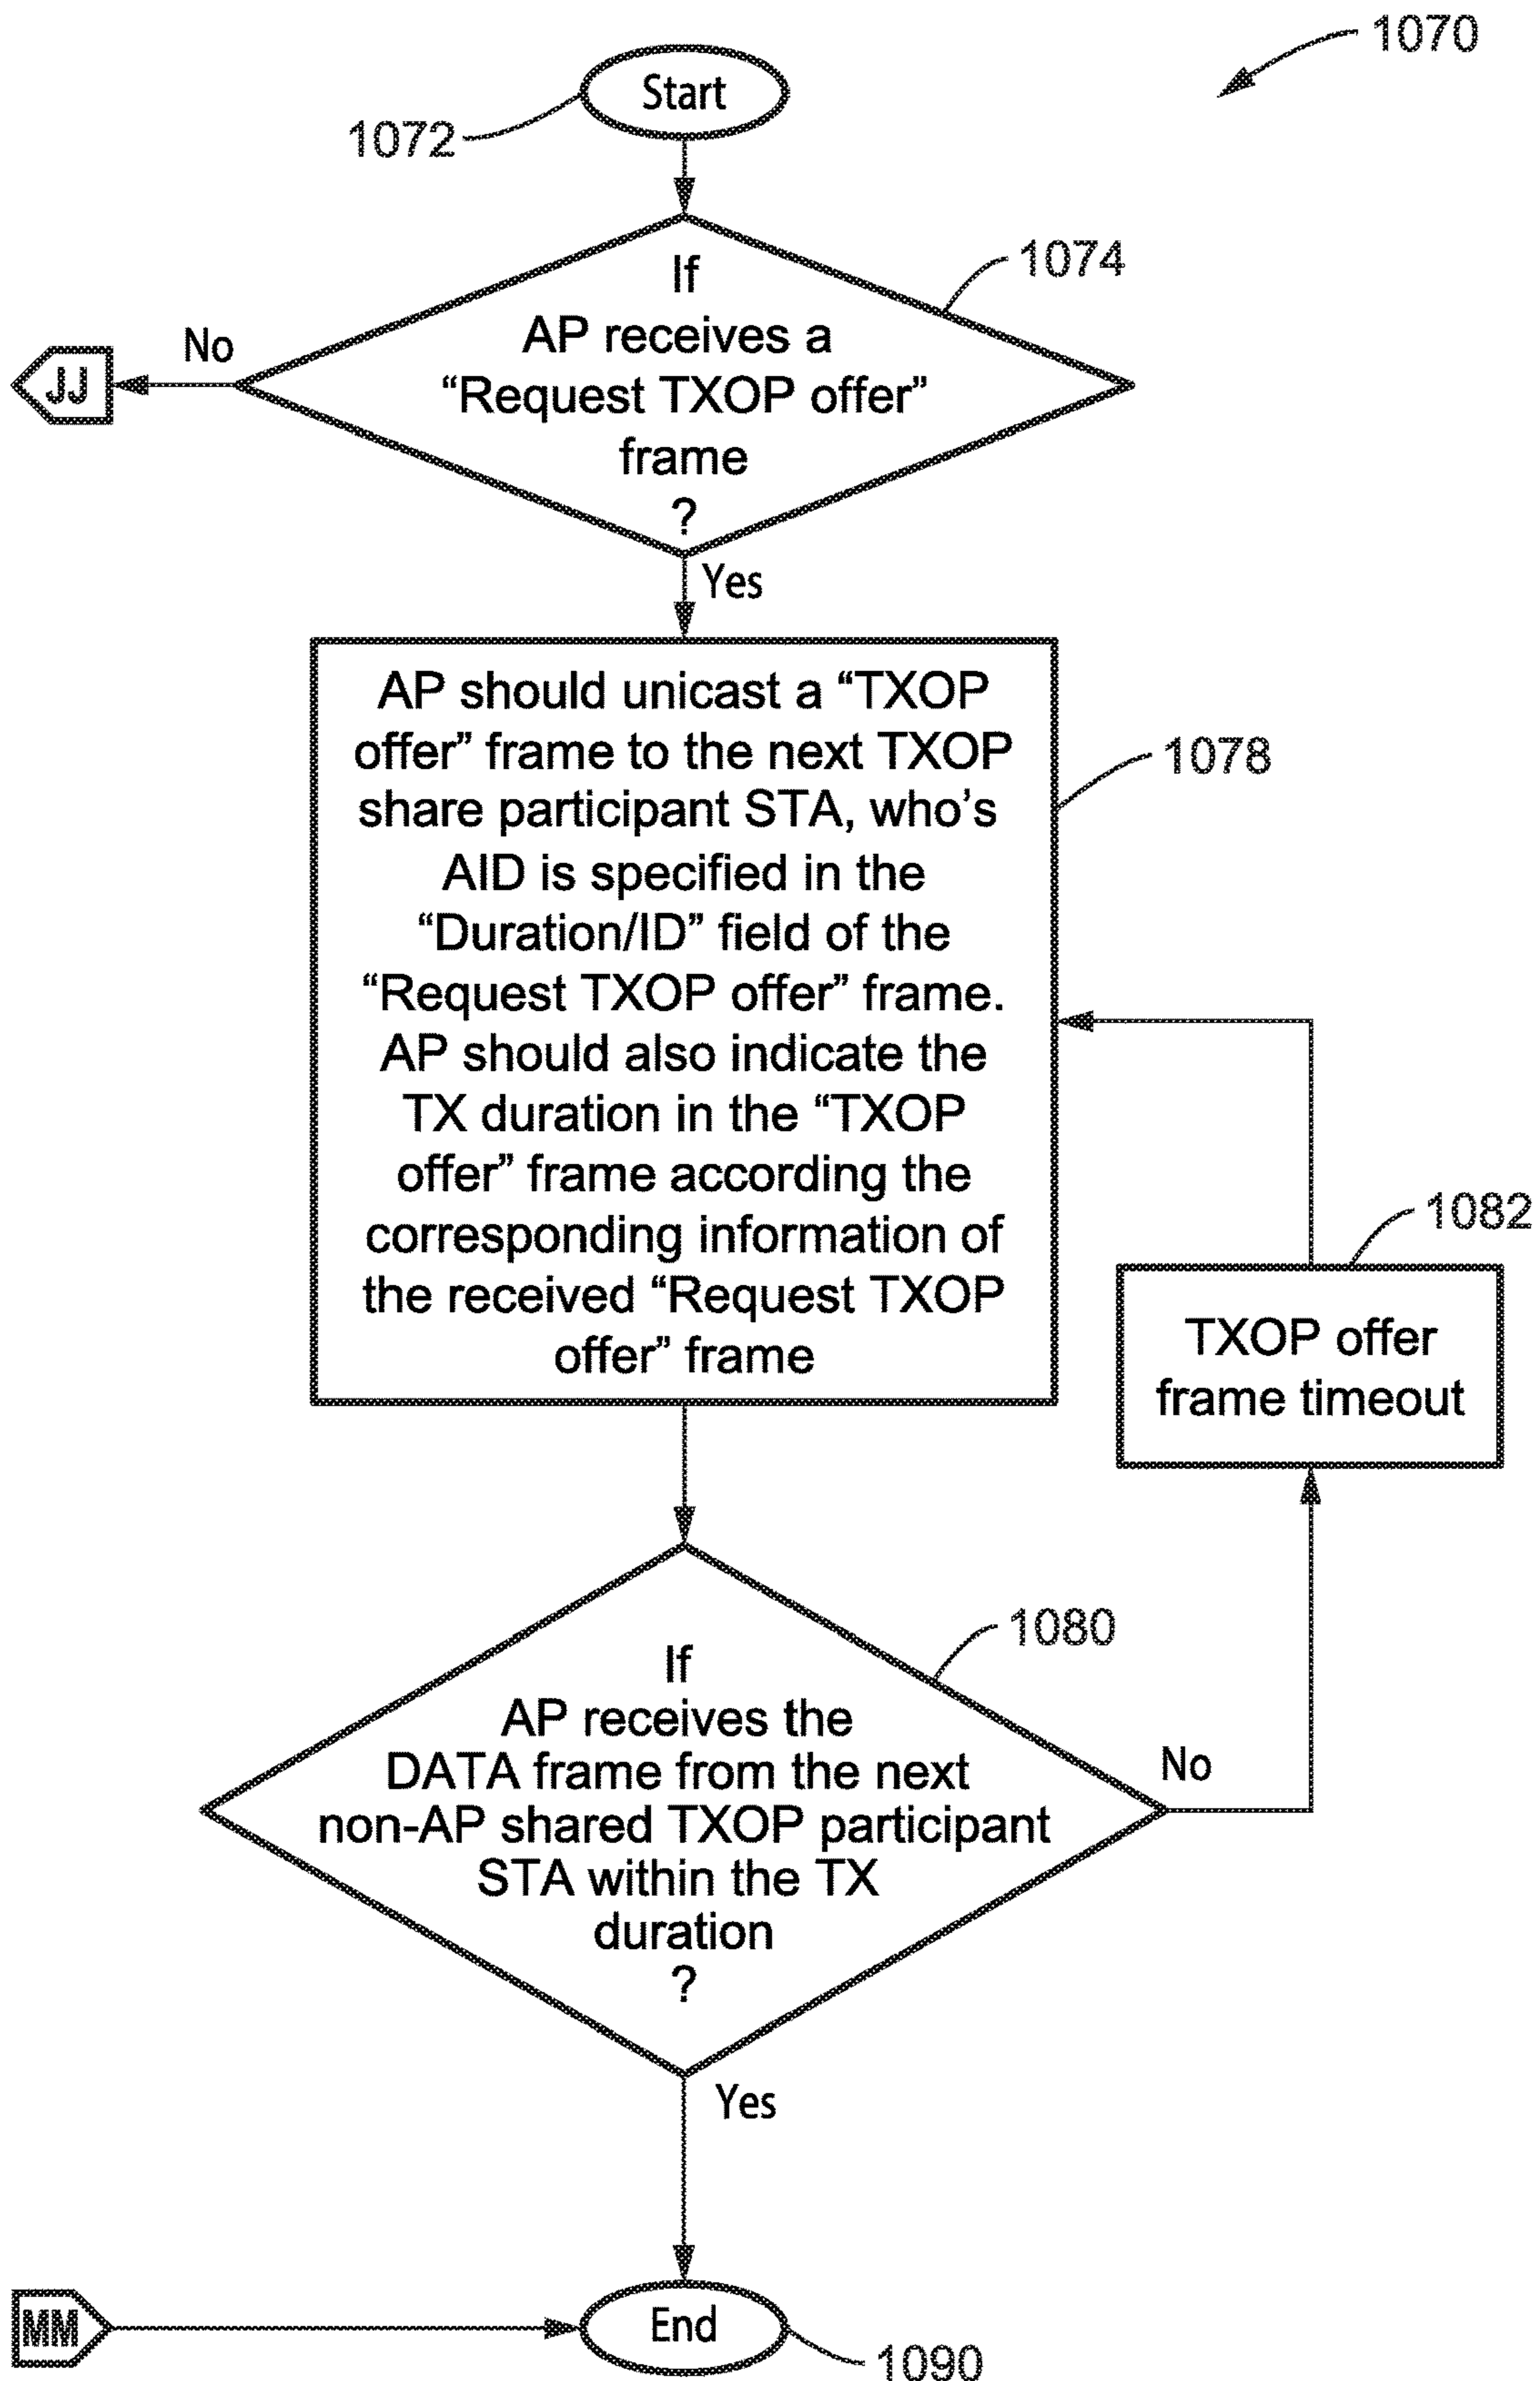 1070
Start
1072
If
AP receives a
“Request TXOP offer”
frame
?
1074
No
JJ
Yes
AP should unicast a “TXOP
offer” frame to the next TXOP
share participant STA, who’s
AID is specified in the
“Duration/ID” field of the
“Request TXOP offer” frame.
AP should also indicate the
TX duration in the “TXOP
offer” frame according the
corresponding information of
the received “Request TXOP
offer” frame
1078
1082
TXOP offer
frame timeout
1080
If
AP receives the
DATA frame from the next
non-AP shared TXOP participant
STA within the TX
duration
?
No
Yes
MM
End
1090